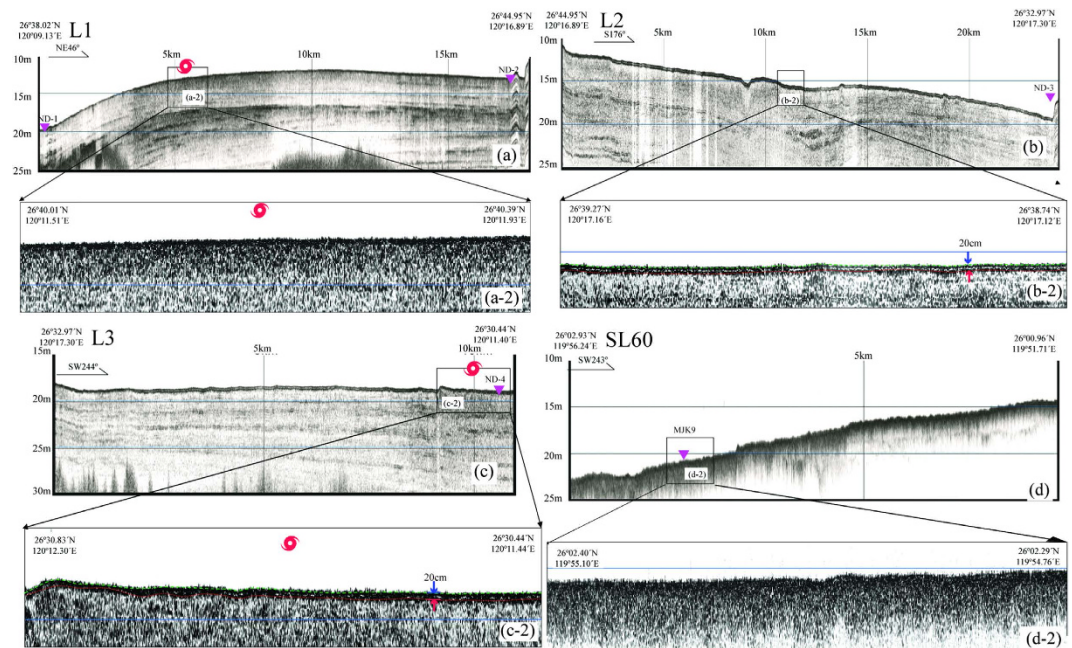 26°38.02′N
120°09.13′E
L1
NE46°
5km
10km
15km
26°44.95′N
120°16.89′E
10m
15m
20m
25m
ND-1
ND-2
(a-2)
(a)
26°40.01′N
120°11.51′E
26°40.39′N
120°11.93′E
(a-2)
26°44.95′N
120°16.89′E
L2
S176°
5km
10km
15km
20km
26°32.97′N
120°17.30′E
10m
15m
20m
25m
ND-3
(b-2)
(b)
26°39.27′N
120°17.16′E
26°38.74′N
120°17.12′E
20cm
(b-2)
26°32.97′N
120°17.30′E
L3
SW244°
5km
10km
26°30.44′N
120°11.40′E
15m
20m
25m
30m
ND-4
(c-2)
(c)
26°30.83′N
120°12.30′E
26°30.44′N
120°11.44′E
20cm
(c-2)
26°02.93′N
119°56.24′E
SL60
SW243°
5km
26°00.96′N
119°51.71′E
10m
15m
20m
25m
MJK9
(d-2)
(d)
26°02.40′N
119°55.10′E
26°02.29′N
119°54.76′E
(d-2)